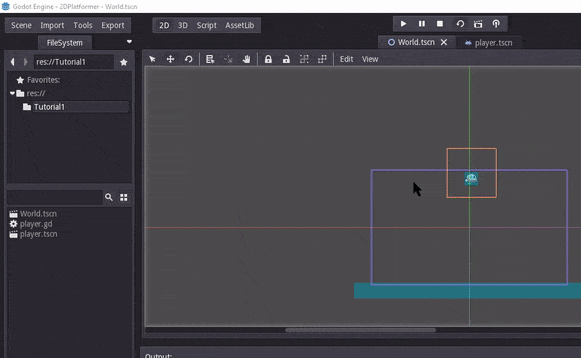 Godot Engine - 2DPlatformer - World.tscn
Scene Import Tools Export 2D 3D Script AssetLib
FileSystem World.tscn player.tscn
res://Tutorial1 Edit View
Favorites:
res://
Tutorial1
World.tscn
player.gd
player.tscn
Output: